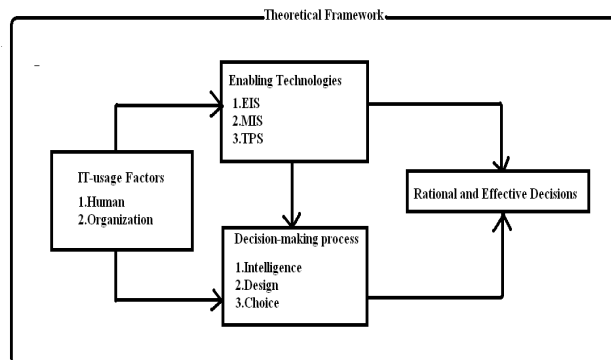 Theoretical Framework
Enabling Technologies
1.EIS
2.MIS
3.TPS
IT-usage Factors
1.Human
2.Organization
Rational and Effective Decisions
Decision-making process
1.Intelligence
2.Design
3.Choice